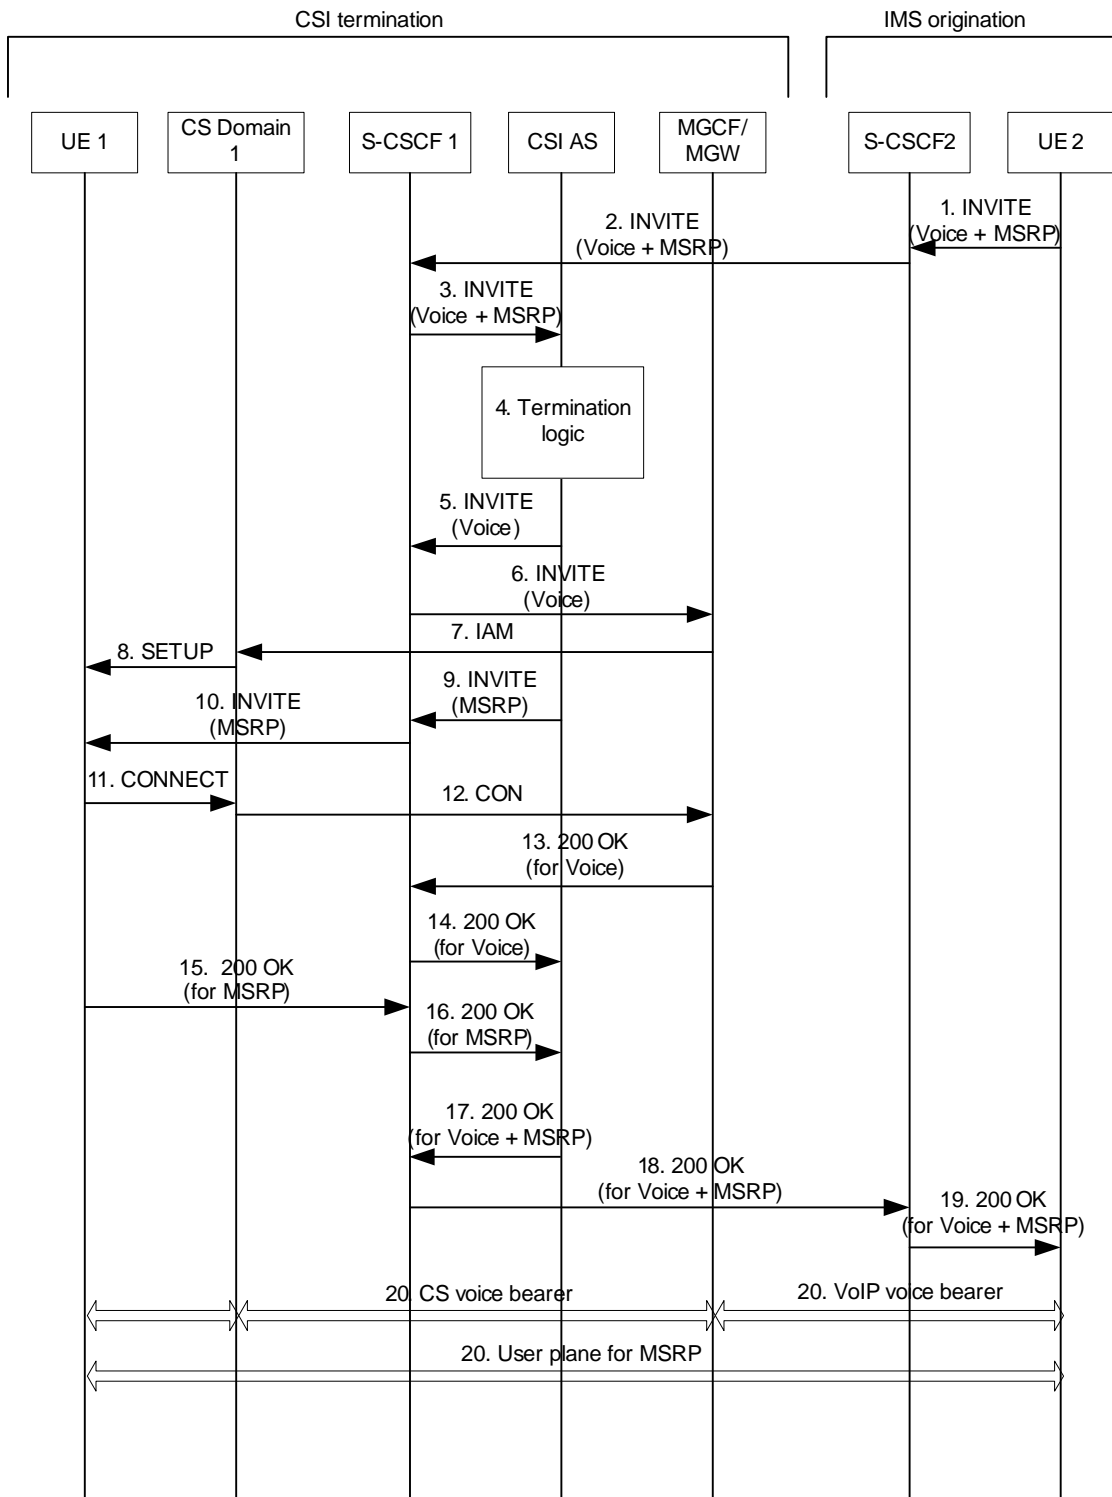 CSI termination
IMS origination
UE 1
CS Domain
1
S-CSCF 1
CSI AS
MGCF/
MGW
S-CSCF2
UE 2
1. INVITE
(Voice + MSRP)
2. INVITE
(Voice + MSRP)
3. INVITE
(Voice + MSRP)
4. Termination
logic
5. INVITE
(Voice)
6. INVITE
(Voice)
7. IAM
8. SETUP
9. INVITE
(MSRP)
10. INVITE
(MSRP)
11. CONNECT
12. CON
13. 200 OK
(for Voice)
14. 200 OK
(for Voice)
15. 200 OK
(for MSRP)
16. 200 OK
(for MSRP)
17. 200 OK
(for Voice + MSRP)
18. 200 OK
(for Voice + MSRP)
19. 200 OK
(for Voice + MSRP)
20. CS voice bearer
20. VoIP voice bearer
20. User plane for MSRP